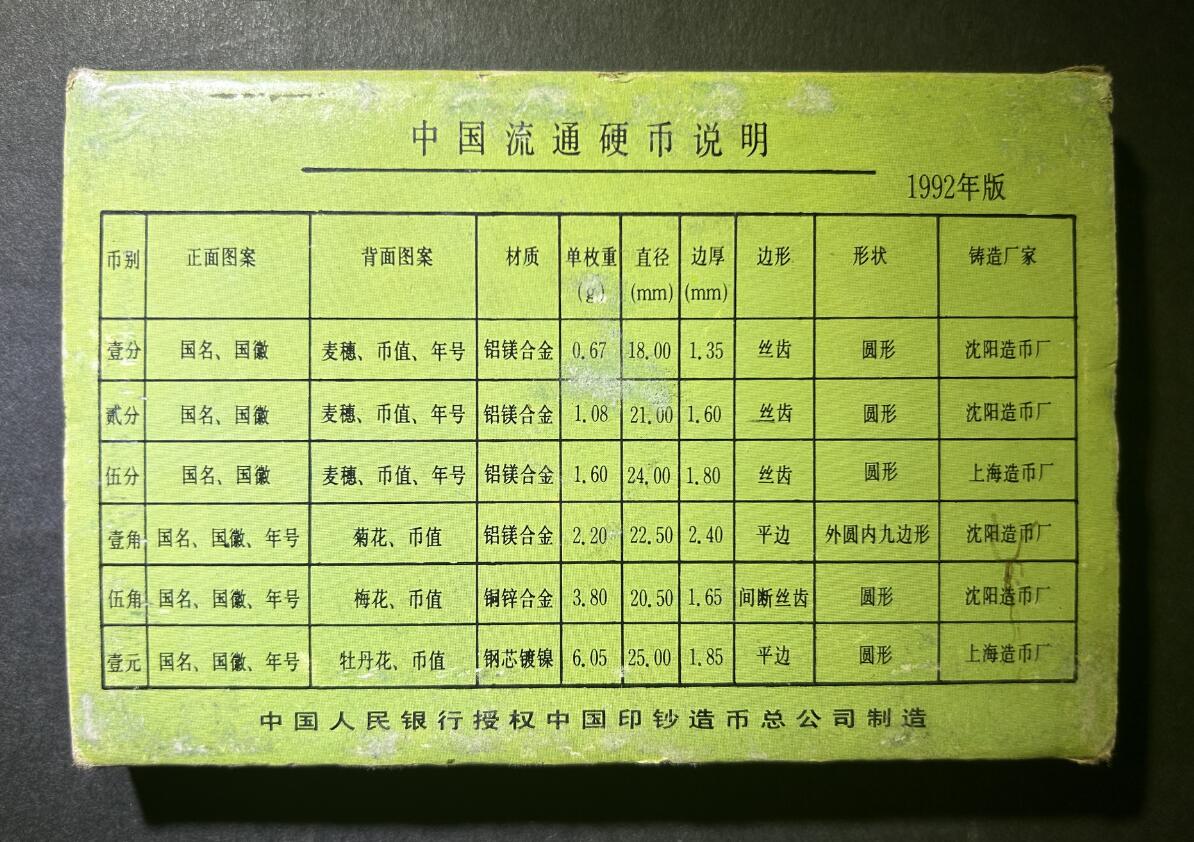 中国流通硬币说明
1992年版
币别 正面图案 背面图案 材质 单枚重(g) 直径(mm) 边厚(mm) 边形 形状 铸造厂家
壹分 国名、国徽 麦穗、币值、年号 铝镁合金 0.67 18.00 1.35 丝齿 圆形 沈阳造币厂
贰分 国名、国徽 麦穗、币值、年号 铝镁合金 1.08 21.00 1.60 丝齿 圆形 沈阳造币厂
伍分 国名、国徽 麦穗、币值、年号 铝镁合金 1.60 24.00 1.80 丝齿 圆形 上海造币厂
壹角 国名、国徽、年号 菊花、币值 铝镁合金 2.20 22.50 2.40 平边 外圆内九边形 沈阳造币厂
伍角 国名、国徽、年号 梅花、币值 铜锌合金 3.80 20.50 1.65 间断丝齿 圆形 沈阳造币厂
壹元 国名、国徽、年号 牡丹花、币值 钢芯镀镍 6.05 25.00 1.85 平边 圆形 上海造币厂
中国人民银行授权中国印钞造币总公司制造